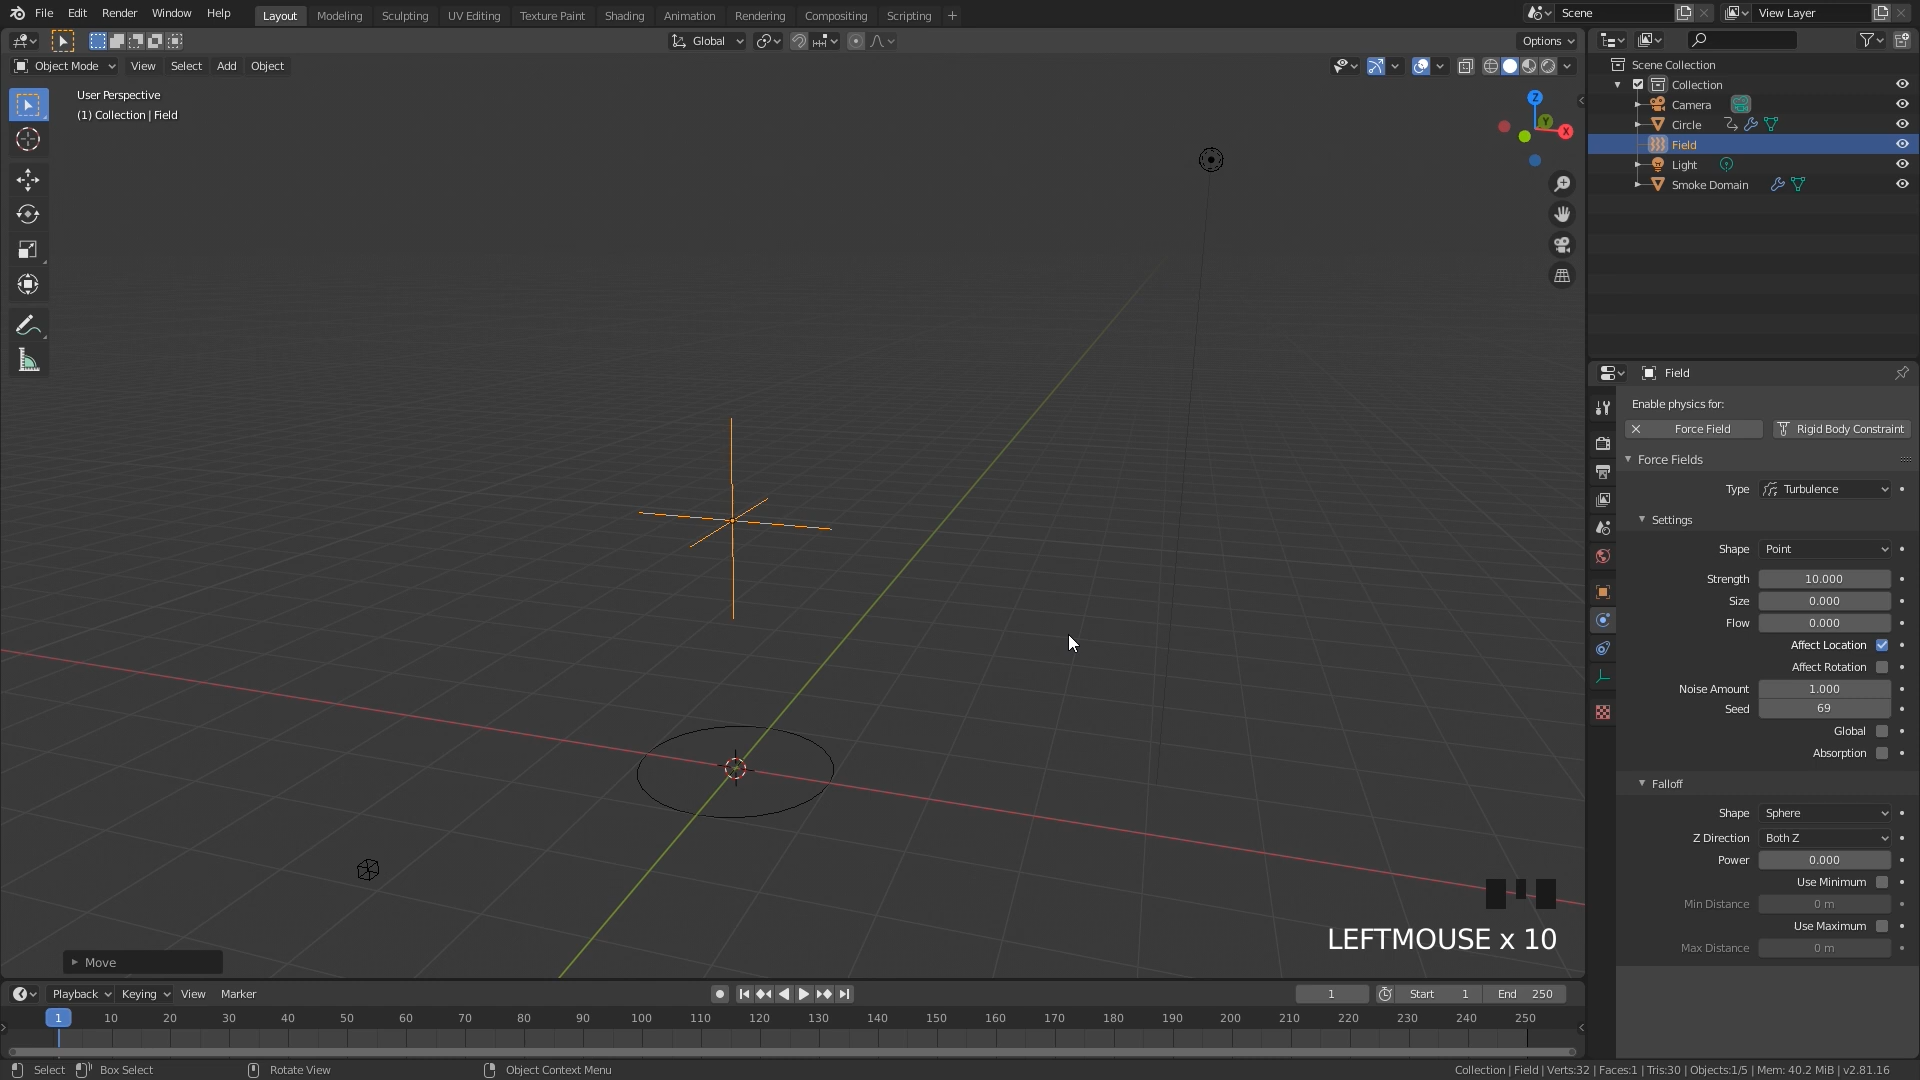 File Edit Render Window Help Layout Modeling Sculpting UV Editing Texture Paint Shading Animation Rendering Compositing Scripting + Scene View Layer
Global Options
Object Mode View Select Add Object
User Perspective
(1) Collection | Field
Z
Y
X
Scene Collection
Collection
Camera
Circle
Field
Light
Smoke Domain
Field
Enable physics for:
Force Field Rigid Body Constraint
Force Fields
Type Turbulence
Settings
Shape Point
Strength 10.000
Size 0.000
Flow 0.000
Affect Location
Affect Rotation
Noise Amount 1.000
Seed 69
Global
Absorption
Falloff
Shape Sphere
Z Direction Both Z
Power 0.000
Use Minimum
Min Distance 0 m
Use Maximum
Max Distance 0 m
LEFTMOUSE x 10
Move
Playback Keying View Marker 1 Start 1 End 250
1 10 20 30 40 50 60 70 80 90 100 110 120 130 140 150 160 170 180 190 200 210 220 230 240 250
Select Box Select Rotate View Object Context Menu Collection | Field | Verts:32 | Faces:1 | Tris:30 | Objects:1/5 | Mem: 40.2 MiB | v2.81.16